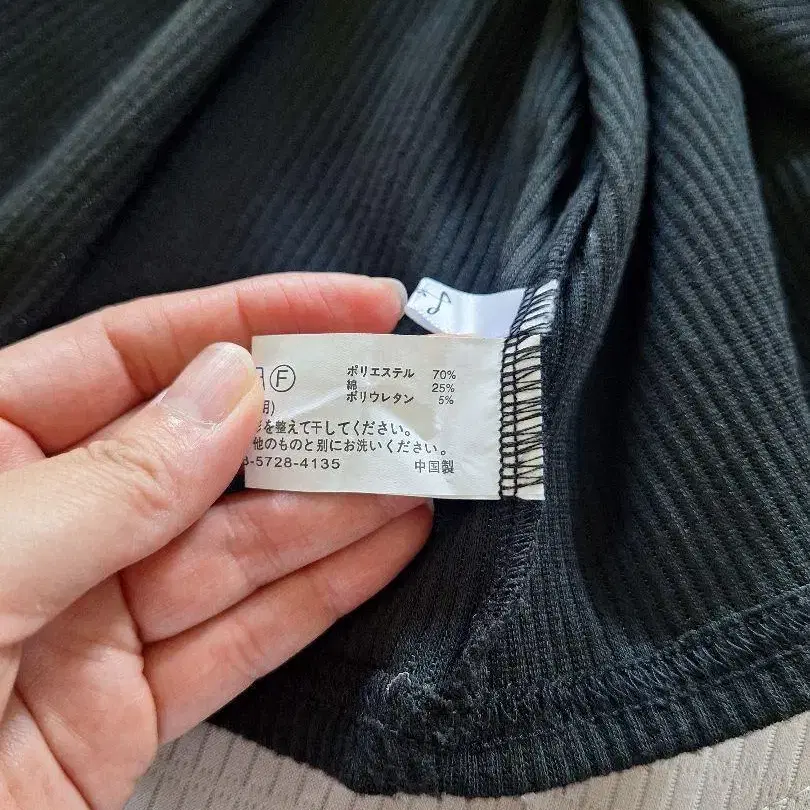 F ポリエステル 70%
綿 25%
ポリウレタン 5%
用)
形を整えて干してください。
他のものと別にお洗いください。
3-5728-4135 中国製